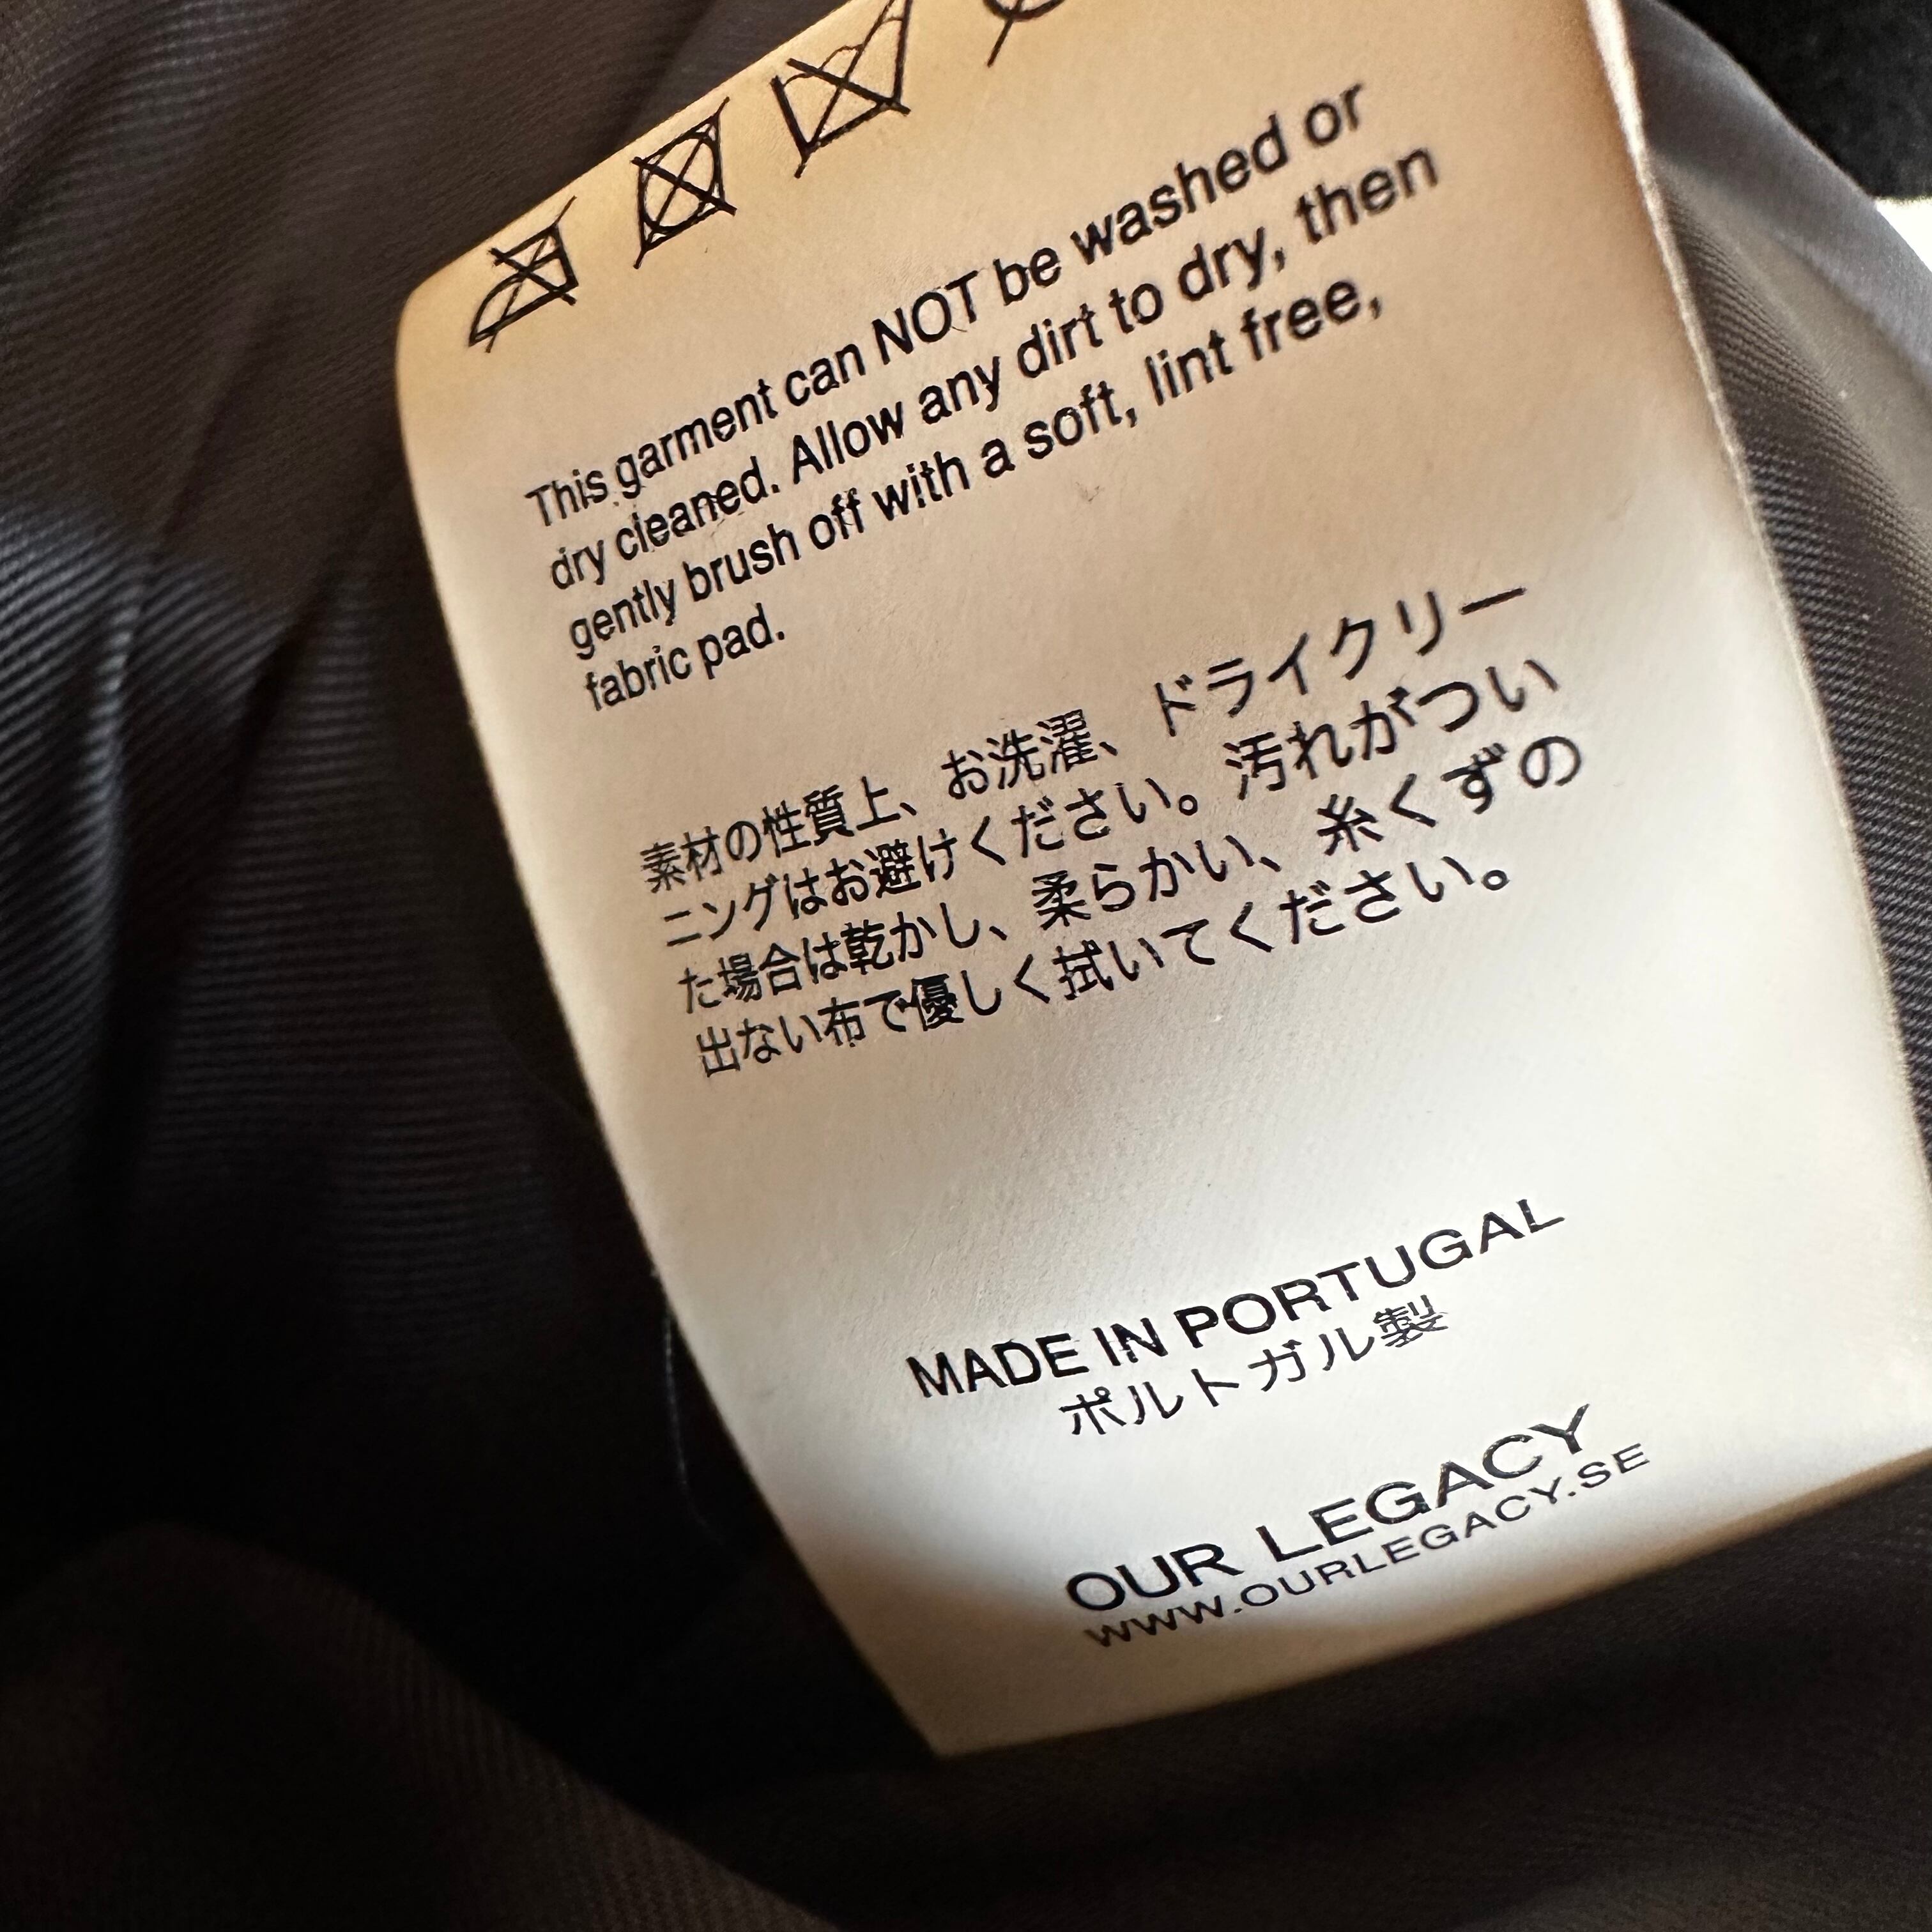 This garment can NOT be washed or
dry cleaned. Allow any dirt to dry, then
gently brush off with a soft, lint free,
fabric pad.
素材の性質上、お洗濯、ドライクリー
ニングはお避けください。汚れがつい
た場合は乾かし、柔らかい、糸くずの
出ない布で優しく拭いてください。
MADE IN PORTUGAL
ポルトガル製
OUR LEGACY
WWW.OURLEGACY.SE